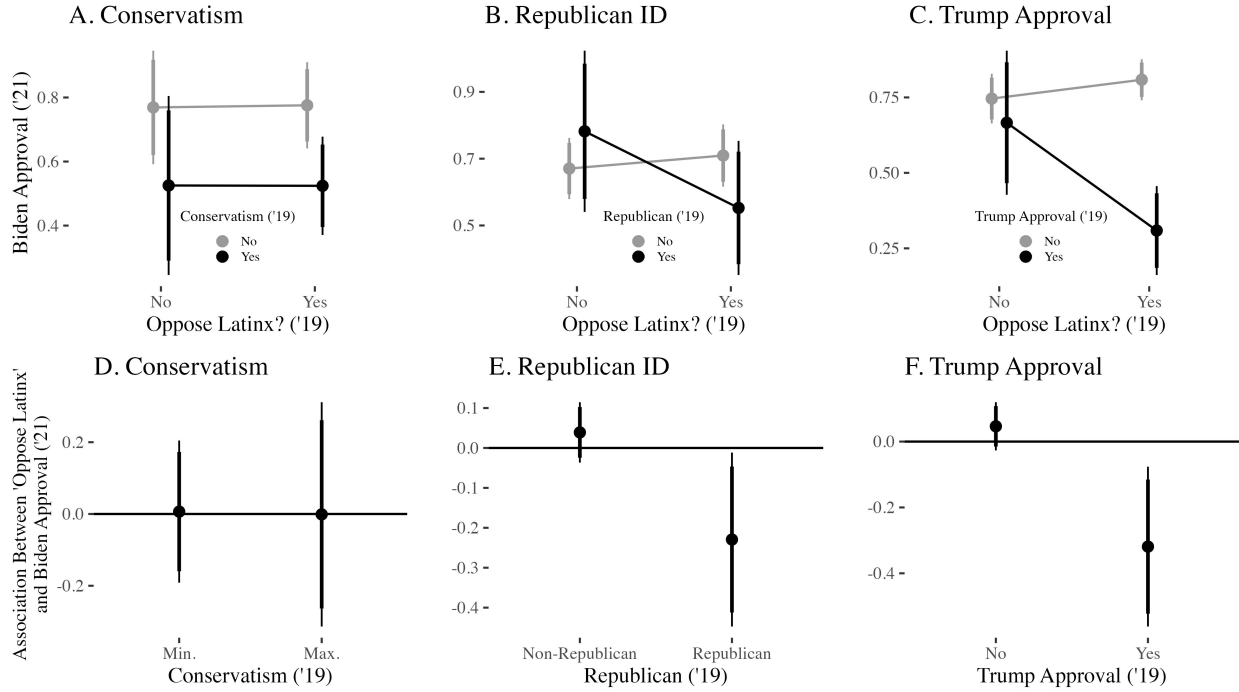 A. Conservatism
B. Republican ID
C. Trump Approval
Biden Approval ('21)
0.8
0.6
0.4
Conservatism ('19)
No
Yes
No
Yes
Oppose Latinx? ('19)
0.9
0.7
0.5
Republican ('19)
No
Yes
No
Yes
Oppose Latinx? ('19)
0.75
0.50
0.25
Trump Approval ('19)
No
Yes
No
Yes
Oppose Latinx? ('19)
D. Conservatism
E. Republican ID
F. Trump Approval
Association Between 'Oppose Latinx'
and Biden Approval ('21)
0.2
0.0
-0.2
Min.
Max.
Conservatism ('19)
0.1
0.0
-0.1
-0.2
-0.3
-0.4
Non-Republican
Republican
Republican ('19)
0.0
-0.2
-0.4
No
Yes
Trump Approval ('19)